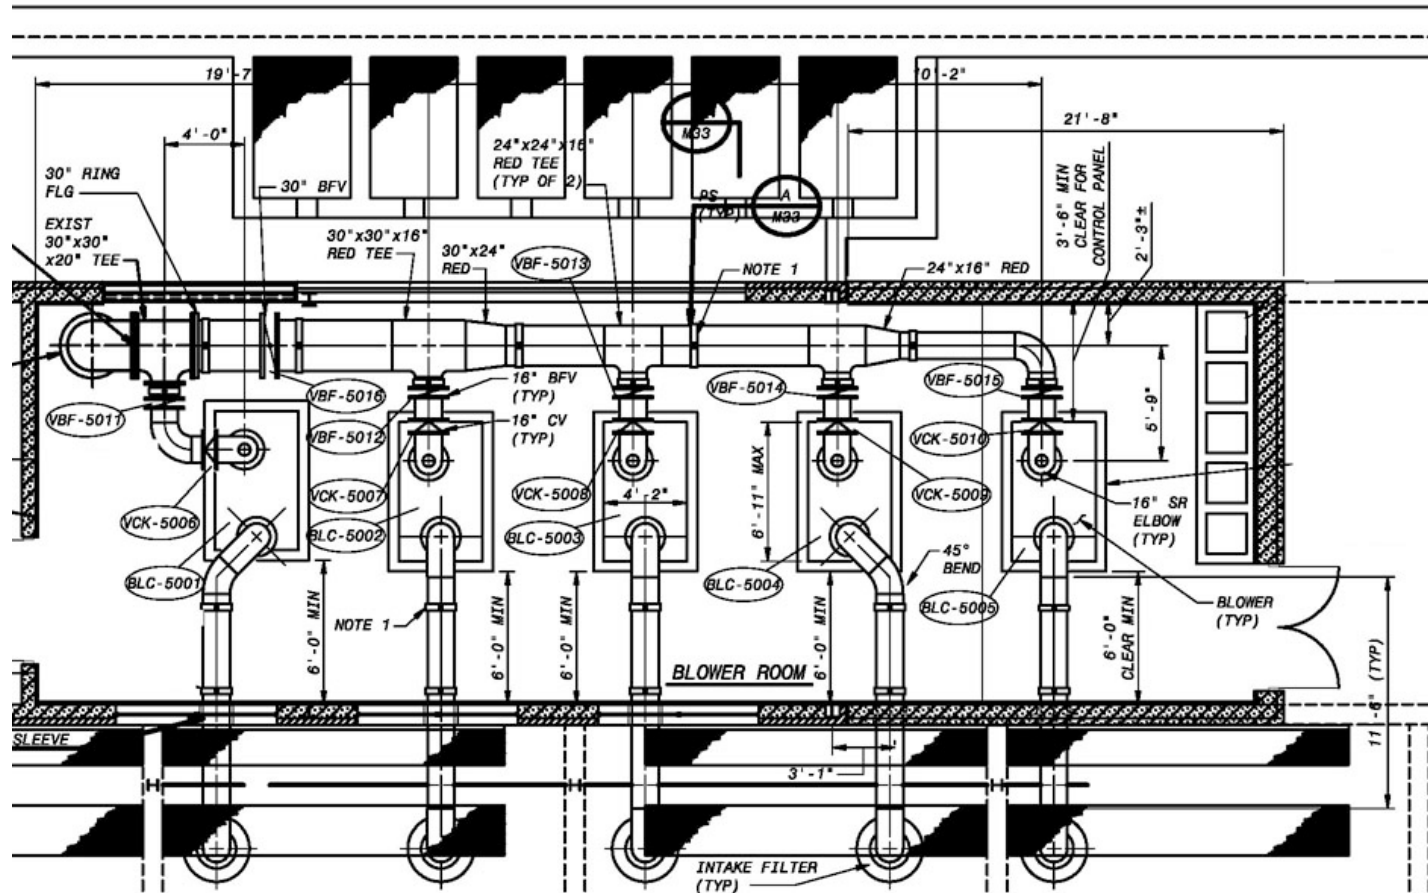 19'-7
10'-2"
4'-0"
21'-8"
24"x24"x16"
RED TEE
(TYP OF 2)
M33
30" RING
FLG
30" BFV
EXIST
30"x30"
x20" TEE
30"x30"x16"
RED TEE
30"x24"
RED
VBF-5013
PS
(TYP)
A
M33
NOTE 1
24"x16" RED
3'-6" MIN
CLEAR FOR
CONTROL PANEL
2'-3"±
VBF-5011
VBF-5016
VBF-5012
16" BFV
(TYP)
16" CV
(TYP)
VBF-5014
VBF-5015
5'-9"
VCK-5006
VCK-5007
VCK-5008
4'-2"
6'-11" MAX
VCK-5009
VCK-5010
16" SR
ELBOW
(TYP)
BLC-5001
BLC-5002
BLC-5003
BLC-5004
45°
BEND
BLC-5005
BLOWER
(TYP)
6'-0" MIN
NOTE 1
6'-0" MIN
6'-0" MIN
BLOWER ROOM
6'-0" MIN
6'-0"
CLEAR MIN
11'-6" (TYP)
SLEEVE
3'-1"
INTAKE FILTER
(TYP)